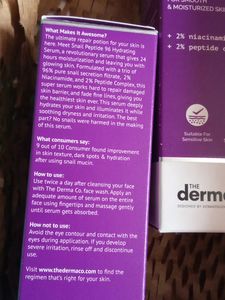 What Makes It Awesome?
The ultimate repair potion for your skin is
here. Meet Snail Peptide 96 Hydrating
Serum, a revolutionary serum that gives 24
hours moisturization and leaving you with
glowing skin. Formulated with a trio of
96% pure snail secretion filtrate, 2%
Niacinamide, and 2% Peptide Complex, this
super serum works hard to repair damaged
skin barrier, and fade fine lines, giving you
the healthiest skin ever. This serum deeply
hydrates your skin and illuminates it while
soothing dryness and irritation. The best
part? No snails were harmed in the making
of this serum.
What consumers say:
9 out of 10 Consumer found improvement
in skin texture, dark spots & hydration
after using snail mucin.
How to use:
Use twice a day after cleansing your face
with The Derma Co. face wash. Apply an
adequate amount of serum on the entire
face using fingertips and massage gently
until serum gets absorbed.
How not to use:
Avoid the eye contour and contact with the
eyes during application. If you develop
severe irritation, rinse off and discontinue
use.
Visit www.thedermaco.com to find the
regimen that's right for your skin.
FOR SMOOTH
& MOISTURIZED SKIN
+ 2% niacinam
+ 2% peptide
Suitable For
Sensitive Skin
THE
derma
DESIGNED BY DERMATOLOG